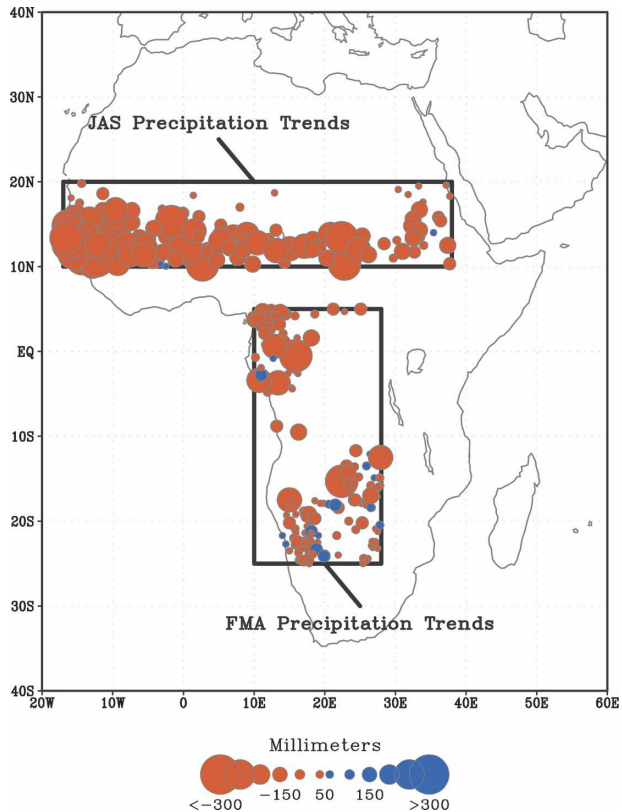 40N
30N
JAS Precipitation Trends
20N
10N
EQ
10S
20S
30S
FMA Precipitation Trends
40S
20W 10W 0 10E 20E 30E 40E 50E 60E
Millimeters
<-300 -150 50 150 >300